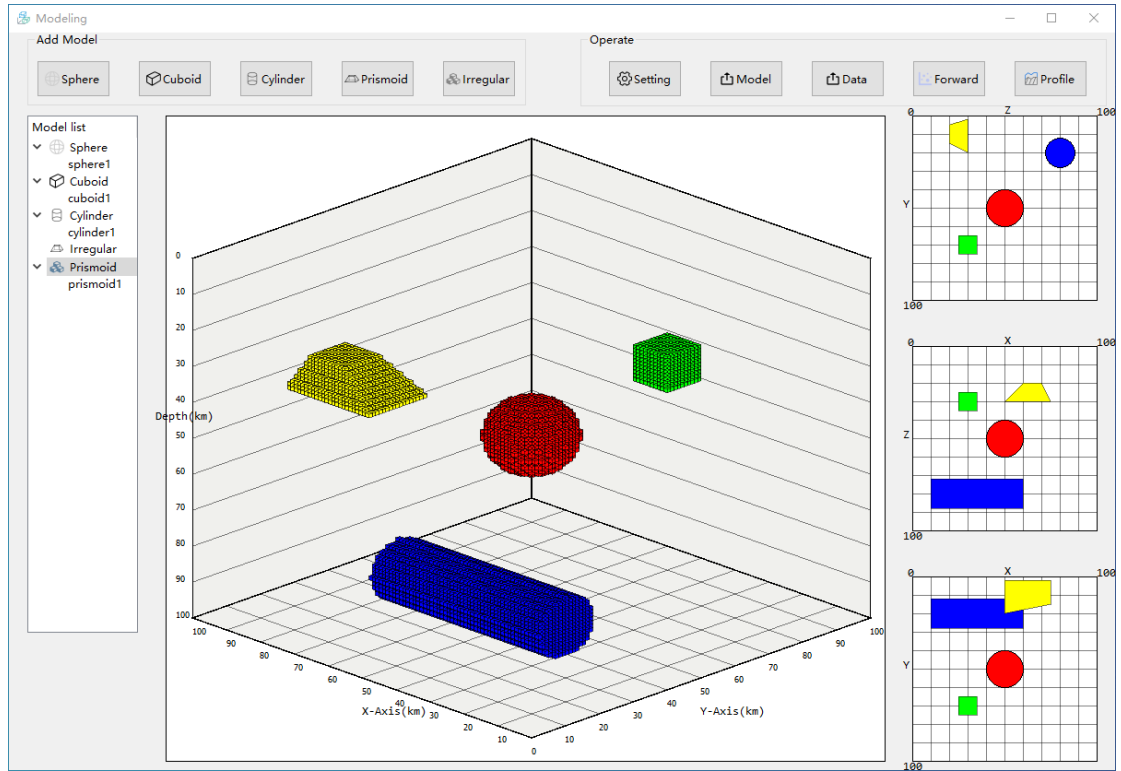 Modeling
Add Model
Operate
Sphere Cuboid Cylinder Prismoid Irregular
Setting Model Data Forward Profile
Model list
Sphere
sphere1
Cuboid
cuboid1
Cylinder
cylinder1
Irregular
Prismoid
prismoid1
0
10
20
30
40
Depth(km)
50
60
70
80
90
100
100
90
80
70
60
50
40
30
20
10
0
X-Axis(km)
10
20
30
40
50
60
70
80
90
100
Y-Axis(km)
0 Z 100
Y
100
0 X 100
Z
100
0 X 100
Y
100